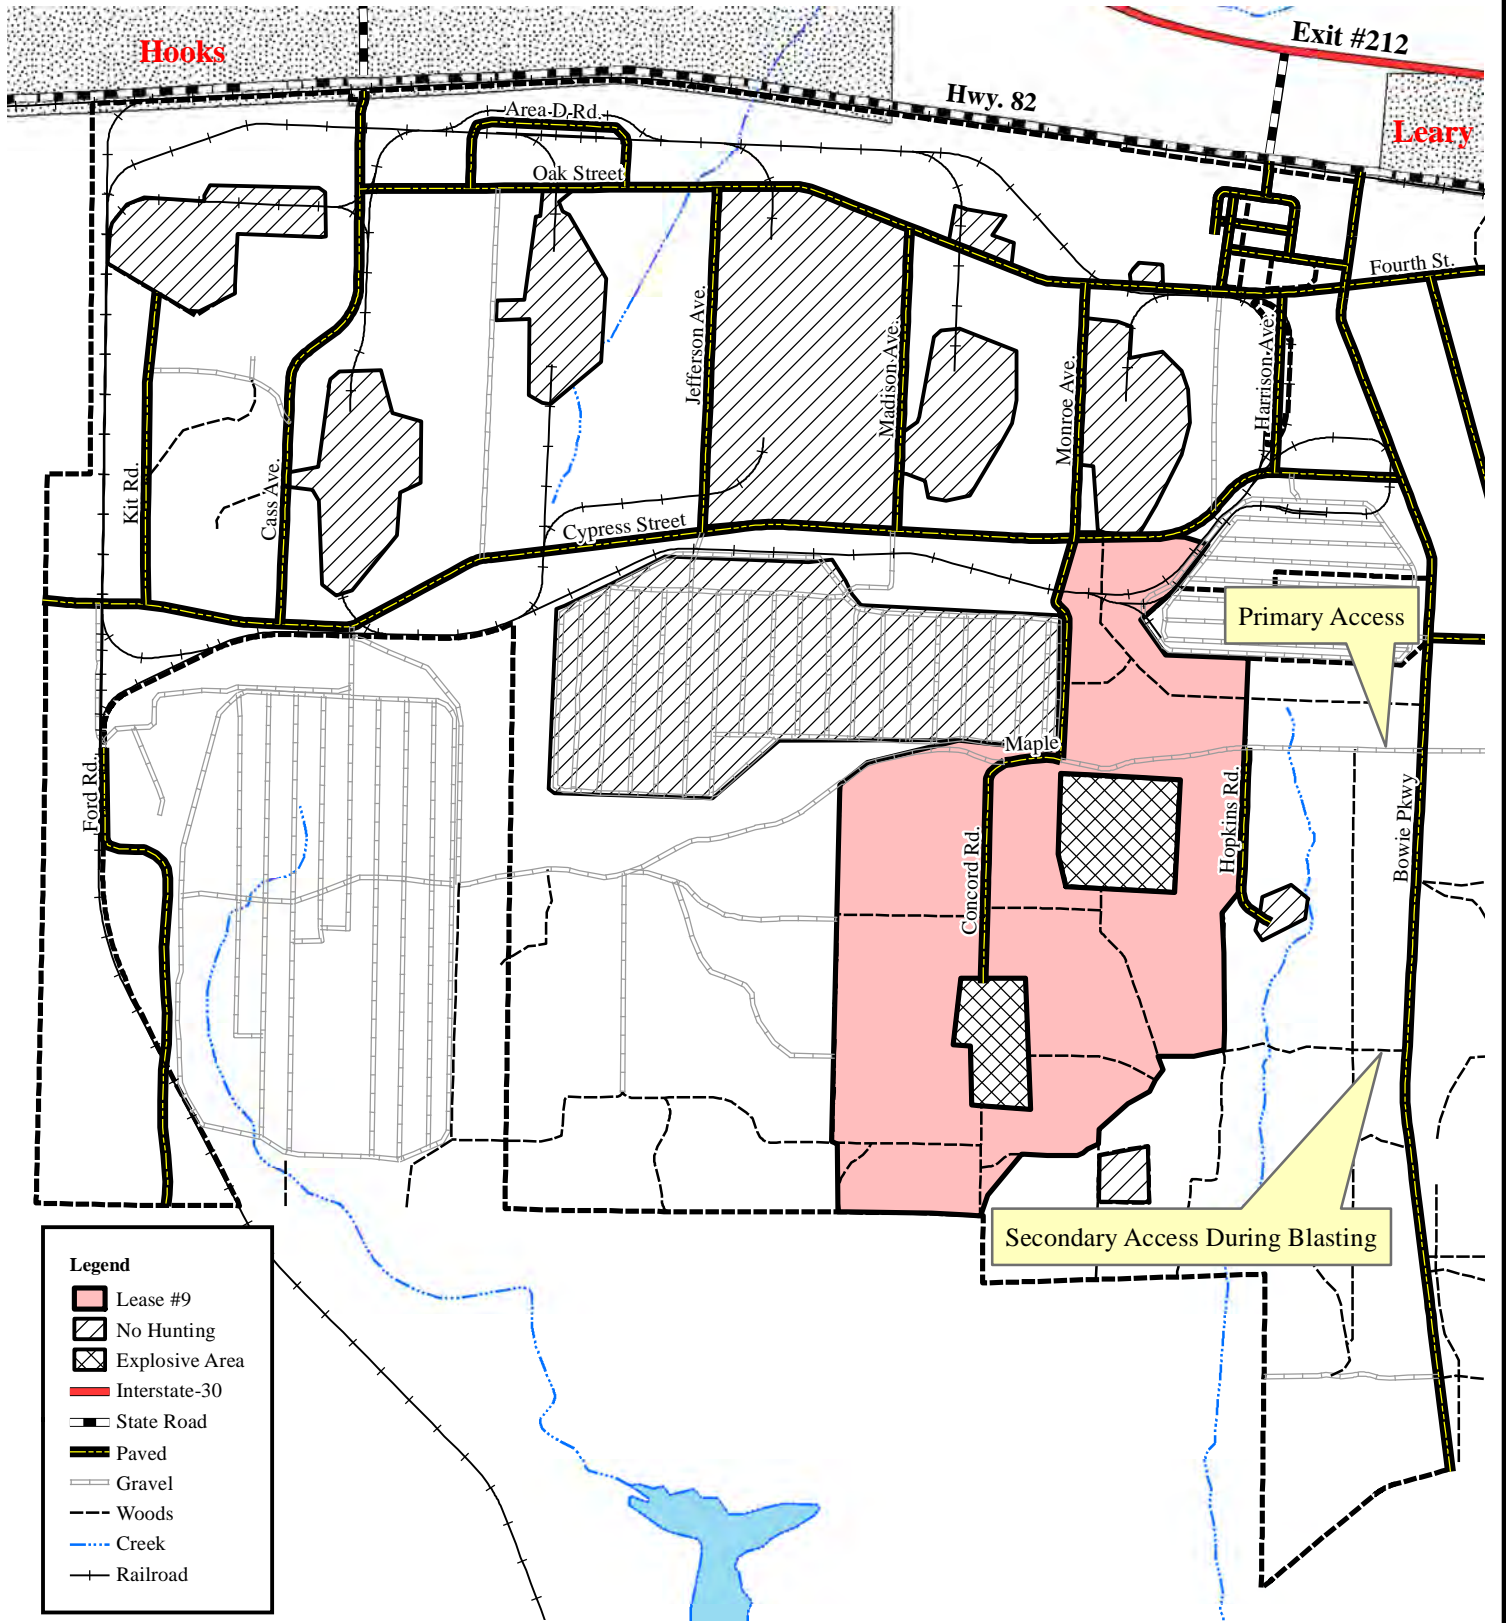 Hooks
Exit #212
Hwy. 82
Leary
Area D Rd.
Oak Street
Fourth St.
Jefferson Ave.
Madison Ave.
Monroe Ave.
Harrison Ave.
Kit Rd.
Cass Ave.
Cypress Street
Primary Access
Maple
Ford Rd.
Concord Rd.
Hopkins Rd.
Bowie Pkwy
Secondary Access During Blasting
Legend
Lease #9
No Hunting
Explosive Area
Interstate-30
State Road
Paved
Gravel
Woods
Creek
Railroad